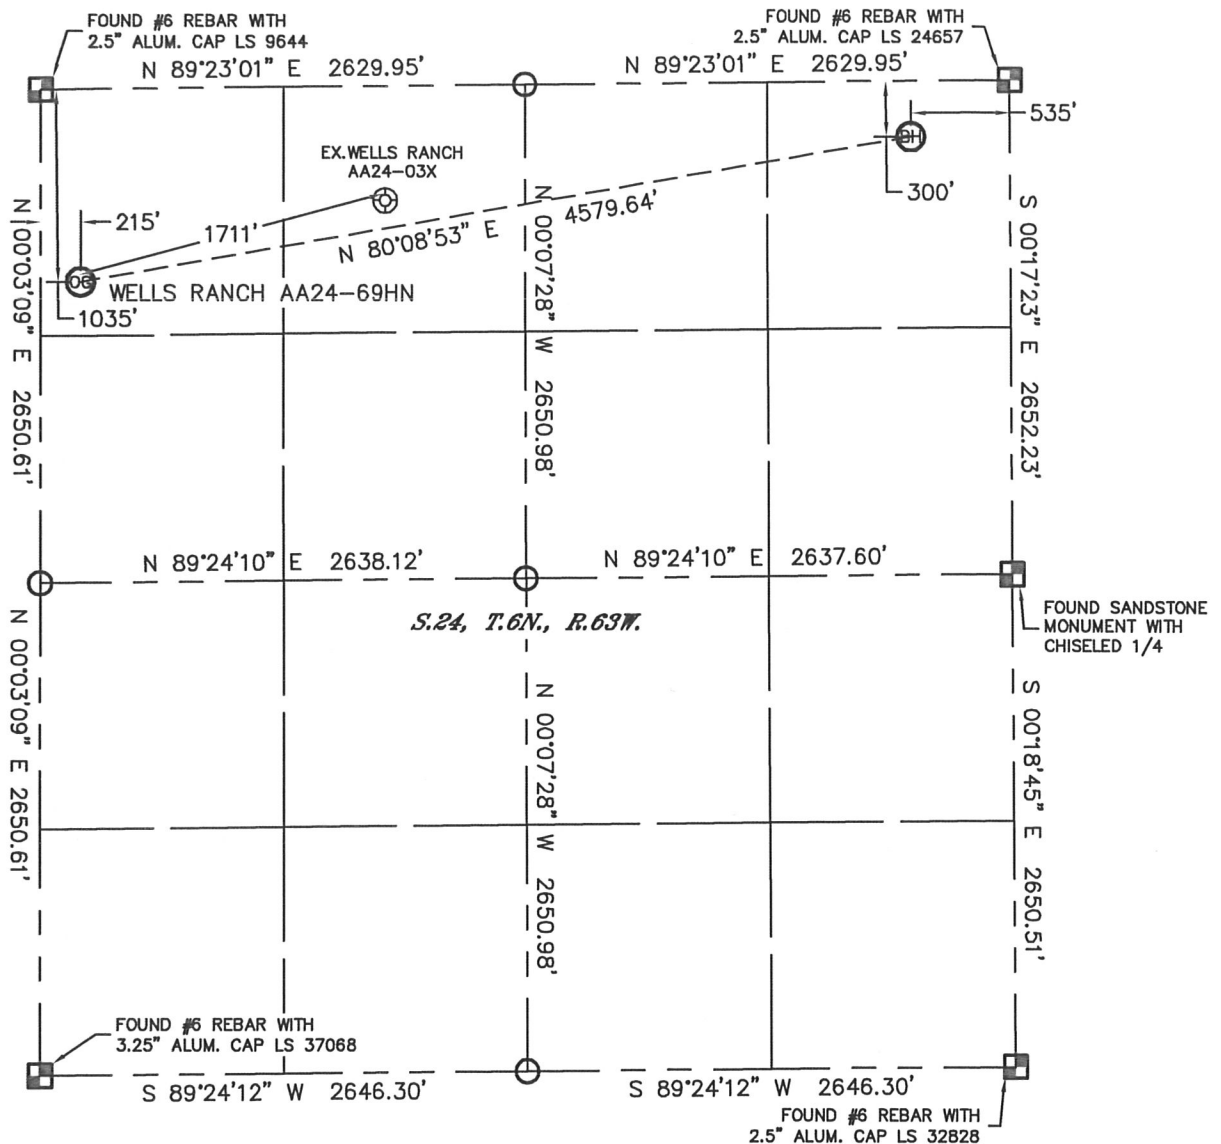 FOUND #6 REBAR WITH
2.5" ALUM. CAP LS 9644
FOUND #6 REBAR WITH
2.5" ALUM. CAP LS 24657
N 89°23'01" E 2629.95'
N 89°23'01" E 2629.95'
535'
BH
300'
EX.WELLS RANCH
AA24-03X
215'
1711'
N 80°08'53" E 4579.64'
WELLS RANCH AA24-69HN
1035'
N 00°03'09" E 2650.61'
N 00°07'28" W 2650.98'
S 00°17'23" E 2652.23'
N 89°24'10" E 2638.12'
N 89°24'10" E 2637.60'
S.24, T.6N., R.63W.
FOUND SANDSTONE
MONUMENT WITH
CHISELED 1/4
N 00°03'09" E 2650.61'
N 00°07'28" W 2650.98'
S 00°18'45" E 2650.51'
FOUND #6 REBAR WITH
3.25" ALUM. CAP LS 37068
S 89°24'12" W 2646.30'
S 89°24'12" W 2646.30'
FOUND #6 REBAR WITH
2.5" ALUM. CAP LS 32828